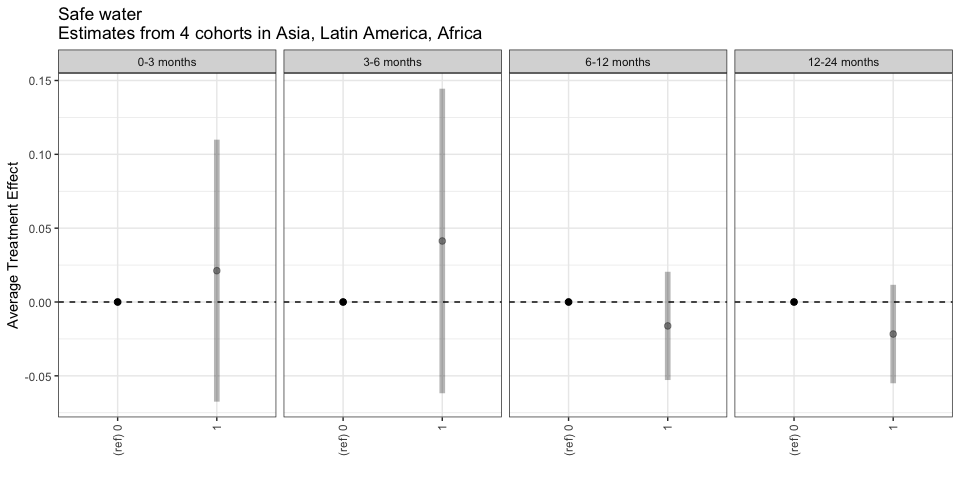 Safe water
Estimates from 4 cohorts in Asia, Latin America, Africa
0-3 months
3-6 months
6-12 months
12-24 months
Average Treatment Effect
0.15
0.10
0.05
0.00
-0.05
(ref) 0
1
(ref) 0
1
(ref) 0
1
(ref) 0
1